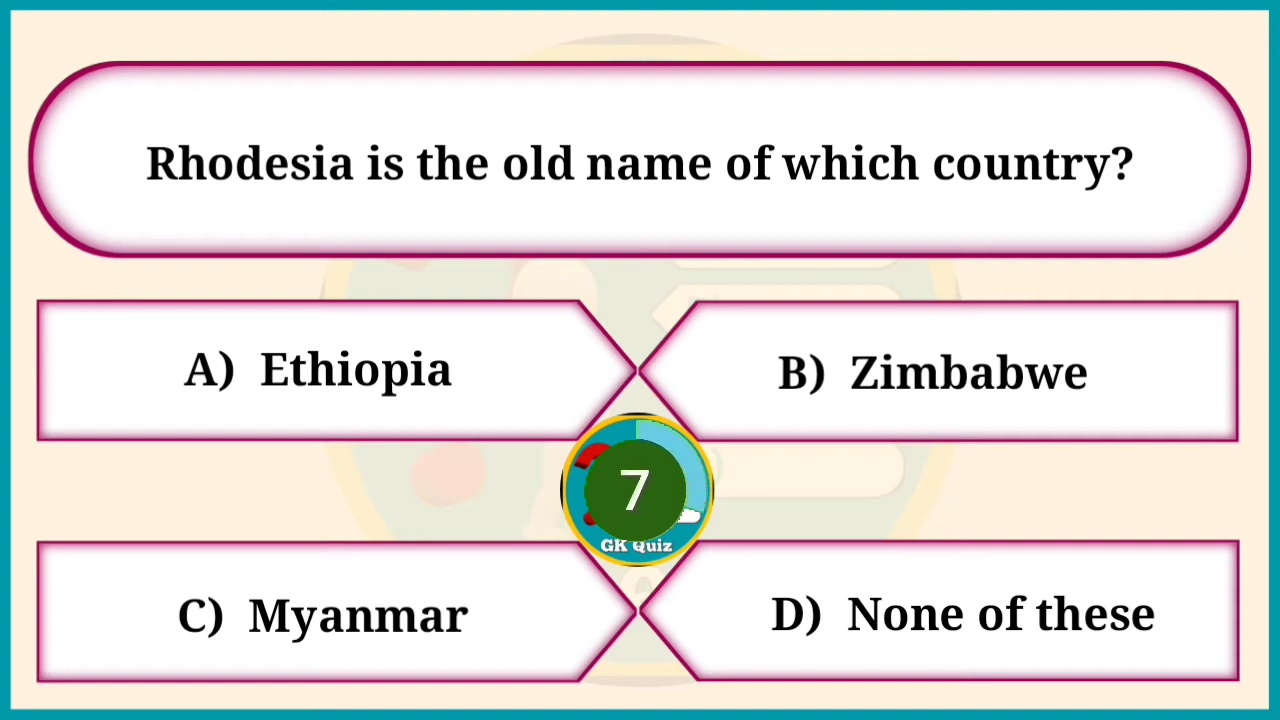 Rhodesia is the old name of which country?
A) Ethiopia
B) Zimbabwe
7
GK Quiz
C) Myanmar
D) None of these